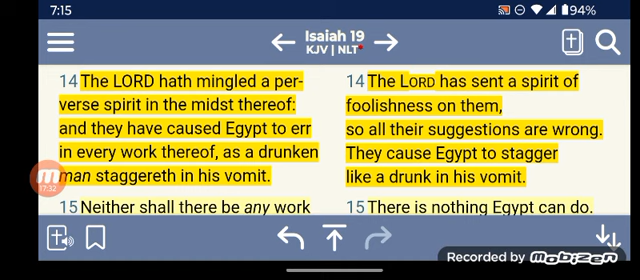 7:15
94%
Isaiah 19
KJV | NLT
14 The LORD hath mingled a per-
verse spirit in the midst thereof:
and they have caused Egypt to err
in every work thereof, as a drunken
man staggereth in his vomit.
15 Neither shall there be any work
14 The LORD has sent a spirit of
foolishness on them,
so all their suggestions are wrong.
They cause Egypt to stagger
like a drunk in his vomit.
15 There is nothing Egypt can do.
17:32
Recorded by mobizen